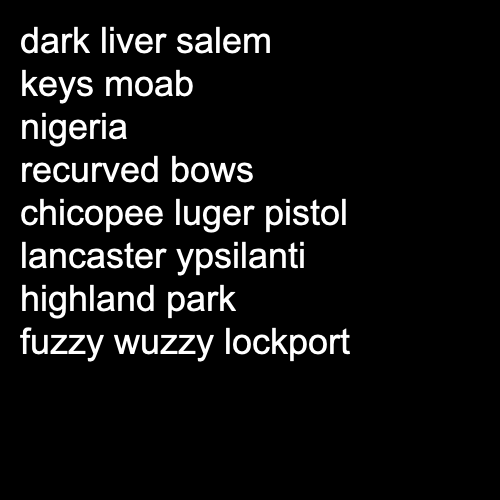 dark liver salem
keys moab
nigeria
recurved bows
chicopee luger pistol
lancaster ypsilanti
highland park
fuzzy wuzzy lockport